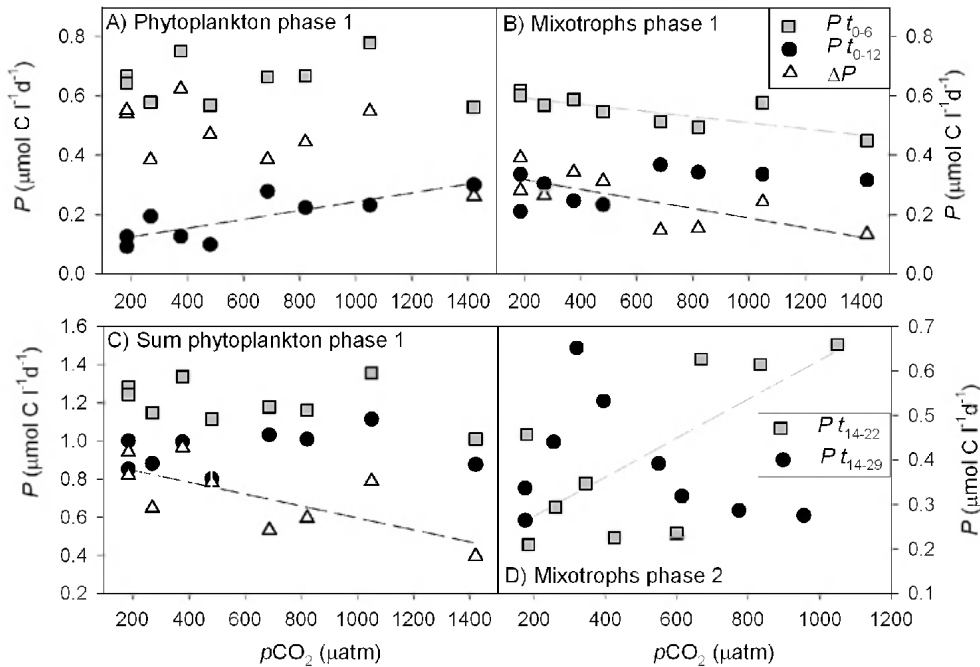 A) Phytoplankton phase 1
B) Mixotrophs phase 1
P t0-6
P t0-12
ΔP
P (μmol C l-1d-1)
0.8
0.6
0.4
0.2
0.0
200 400 600 800 1000 1200 1400
200 400 600 800 1000 1200 1400
0.8
0.6
0.4
0.2
0.0
P (μmol C l-1d-1)
C) Sum phytoplankton phase 1
P (μmol C l-1d-1)
1.6
1.4
1.2
1.0
0.8
0.6
0.4
0.2
200 400 600 800 1000 1200 1400
pCO2 (μatm)
P t14-22
P t14-29
D) Mixotrophs phase 2
0.7
0.6
0.5
0.4
0.3
0.2
0.1
P (μmol C l-1d-1)
200 400 600 800 1000 1200
pCO2 (μatm)